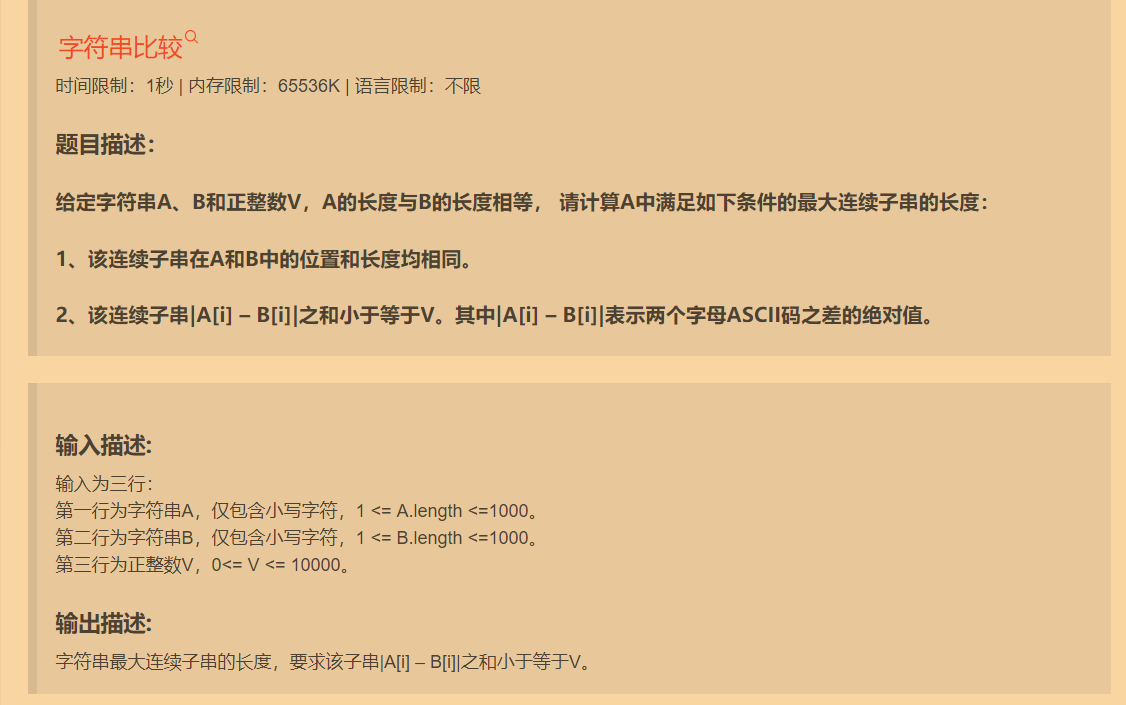 字符串比较
时间限制：1秒 | 内存限制：65536K | 语言限制：不限
题目描述：
给定字符串A、B和正整数V，A的长度与B的长度相等， 请计算A中满足如下条件的最大连续子串的长度：
1、该连续子串在A和B中的位置和长度均相同。
2、该连续子串|A[i] – B[i]|之和小于等于V。其中|A[i] – B[i]|表示两个字母ASCII码之差的绝对值。
输入描述:
输入为三行：
第一行为字符串A，仅包含小写字符，1 <= A.length <=1000。
第二行为字符串B，仅包含小写字符，1 <= B.length <=1000。
第三行为正整数V，0<= V <= 10000。
输出描述:
字符串最大连续子串的长度，要求该子串|A[i] – B[i]|之和小于等于V。